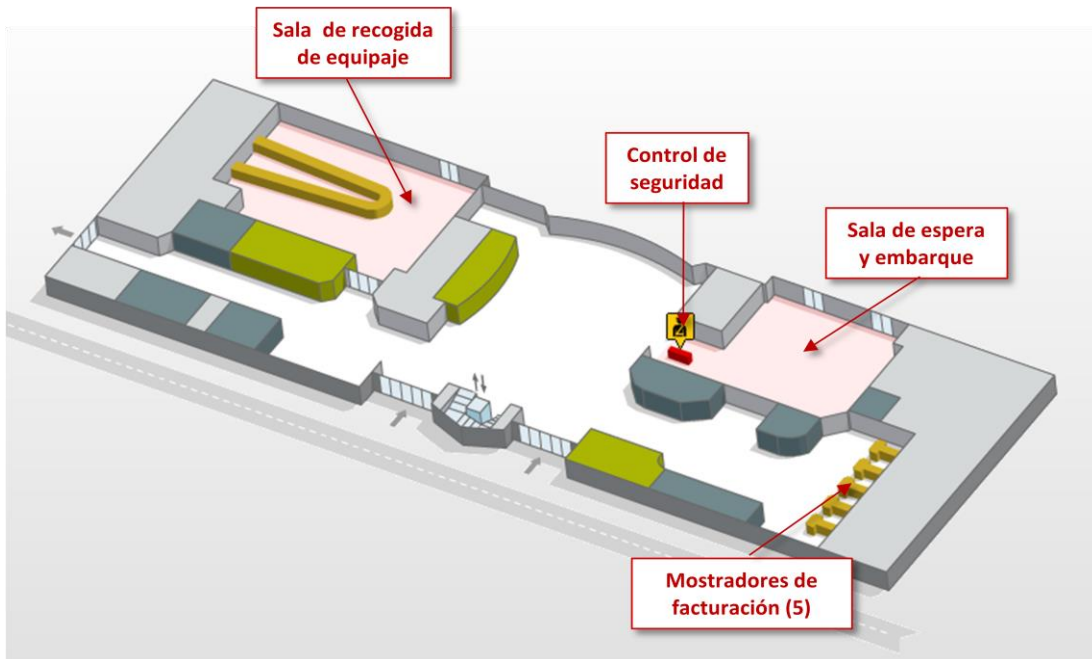 Sala de recogida
de equipaje
Control de
seguridad
Sala de espera
y embarque
Mostradores de
facturación (5)